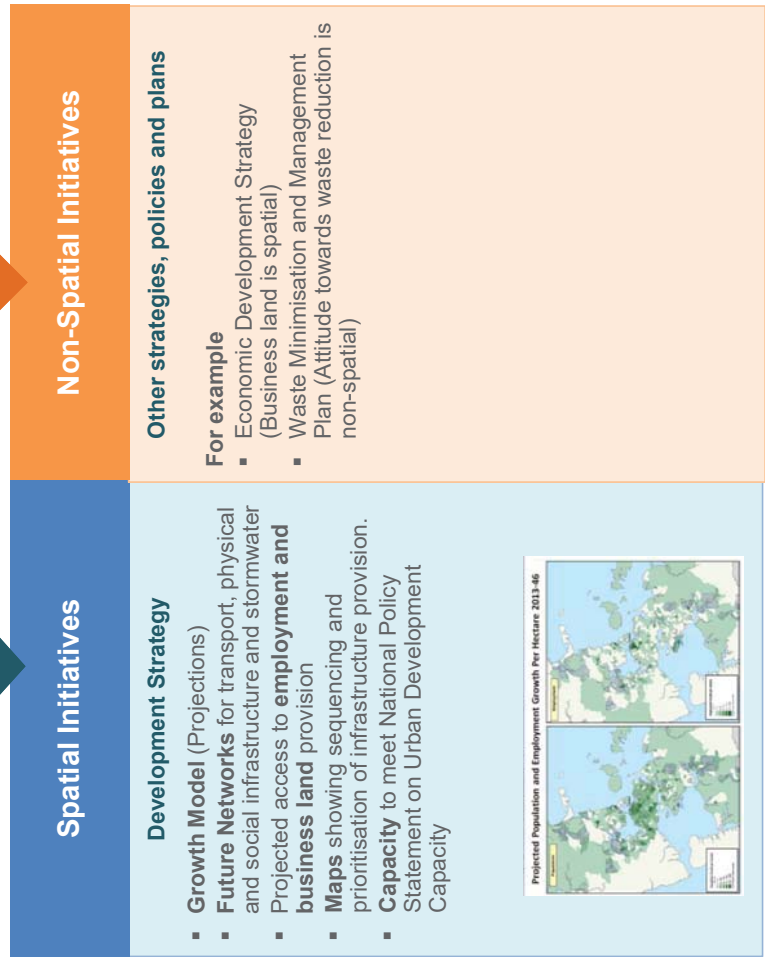 Spatial Initiatives
Development Strategy
▪ Growth Model (Projections)
▪ Future Networks for transport, physical
and social infrastructure and stormwater
▪ Projected access to employment and
business land provision
▪ Maps showing sequencing and
prioritisation of infrastructure provision.
▪ Capacity to meet National Policy
Statement on Urban Development
Capacity
Projected Population and Employment Growth Per Hectare 2013-46
Non-Spatial Initiatives
Other strategies, policies and plans
For example
▪ Economic Development Strategy
(Business land is spatial)
▪ Waste Minimisation and Management
Plan (Attitude towards waste reduction is
non-spatial)